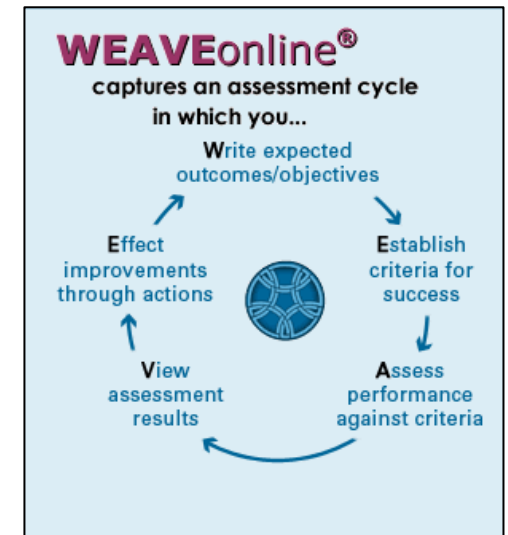 WEAVEonline®
captures an assessment cycle
in which you...
Write expected
outcomes/objectives
Establish
criteria for
success
Assess
performance
against criteria
View
assessment
results
Effect
improvements
through actions